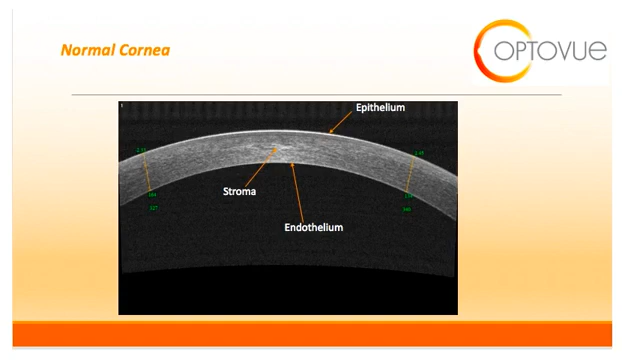 Normal Cornea
OPTOVUE
Epithelium
Stroma
Endothelium